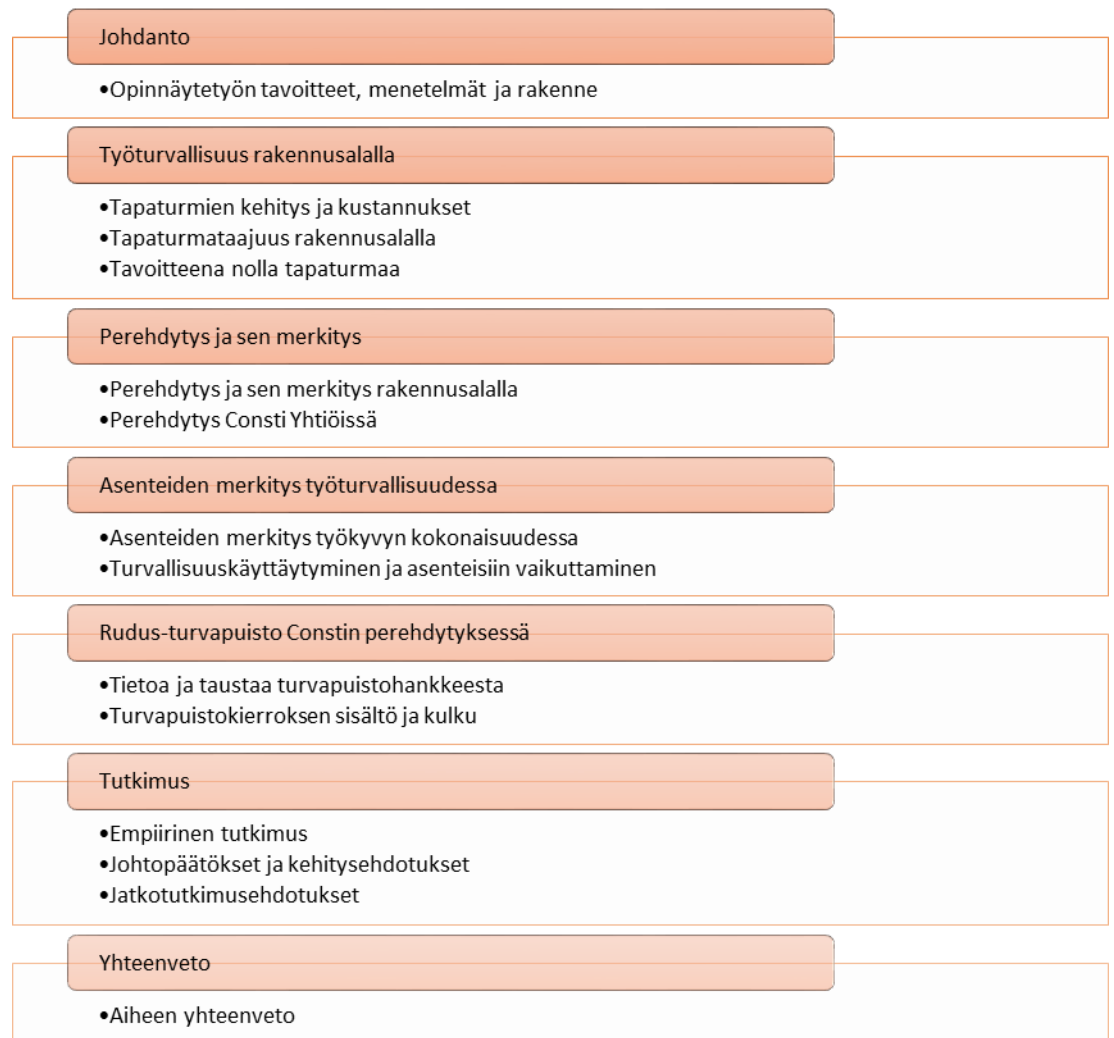 Johdanto
•Opinnäytetyön tavoitteet, menetelmät ja rakenne
Työturvallisuus rakennusalalla
•Tapaturmien kehitys ja kustannukset
•Tapaturmataajuus rakennusalalla
•Tavoitteena nolla tapaturmaa
Perehdytys ja sen merkitys
•Perehdytys ja sen merkitys rakennusalalla
•Perehdytys Consti Yhtiöissä
Asenteiden merkitys työturvallisuudessa
•Asenteiden merkitys työkyvyn kokonaisuudessa
•Turvallisuuskäyttäytyminen ja asenteisiin vaikuttaminen
Rudus-turvapuisto Constin perehdytyksessä
•Tietoa ja taustaa turvapuistohankkeesta
•Turvapuistokierroksen sisältö ja kulku
Tutkimus
•Empiirinen tutkimus
•Johtopäätökset ja kehitysehdotukset
•Jatkotutkimusehdotukset
Yhteenveto
•Aiheen yhteenveto